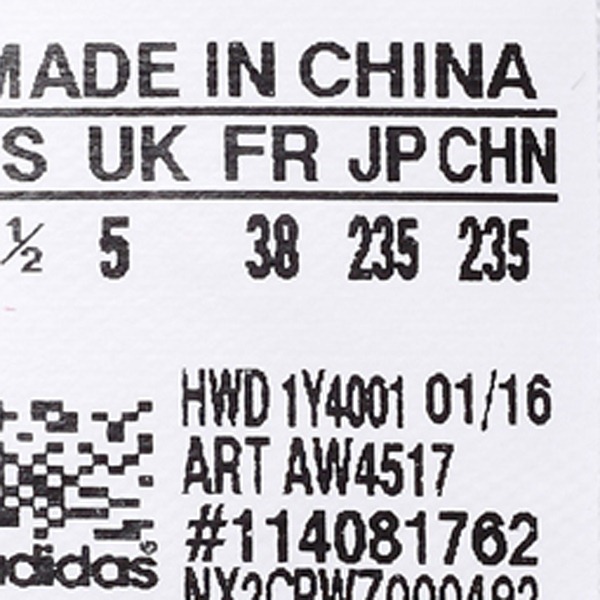 MADE IN CHINA
S UK FR JP CHN
½ 5 38 235 235
HWD 1Y4001 01/16
ART AW4517
#114081762
adidas